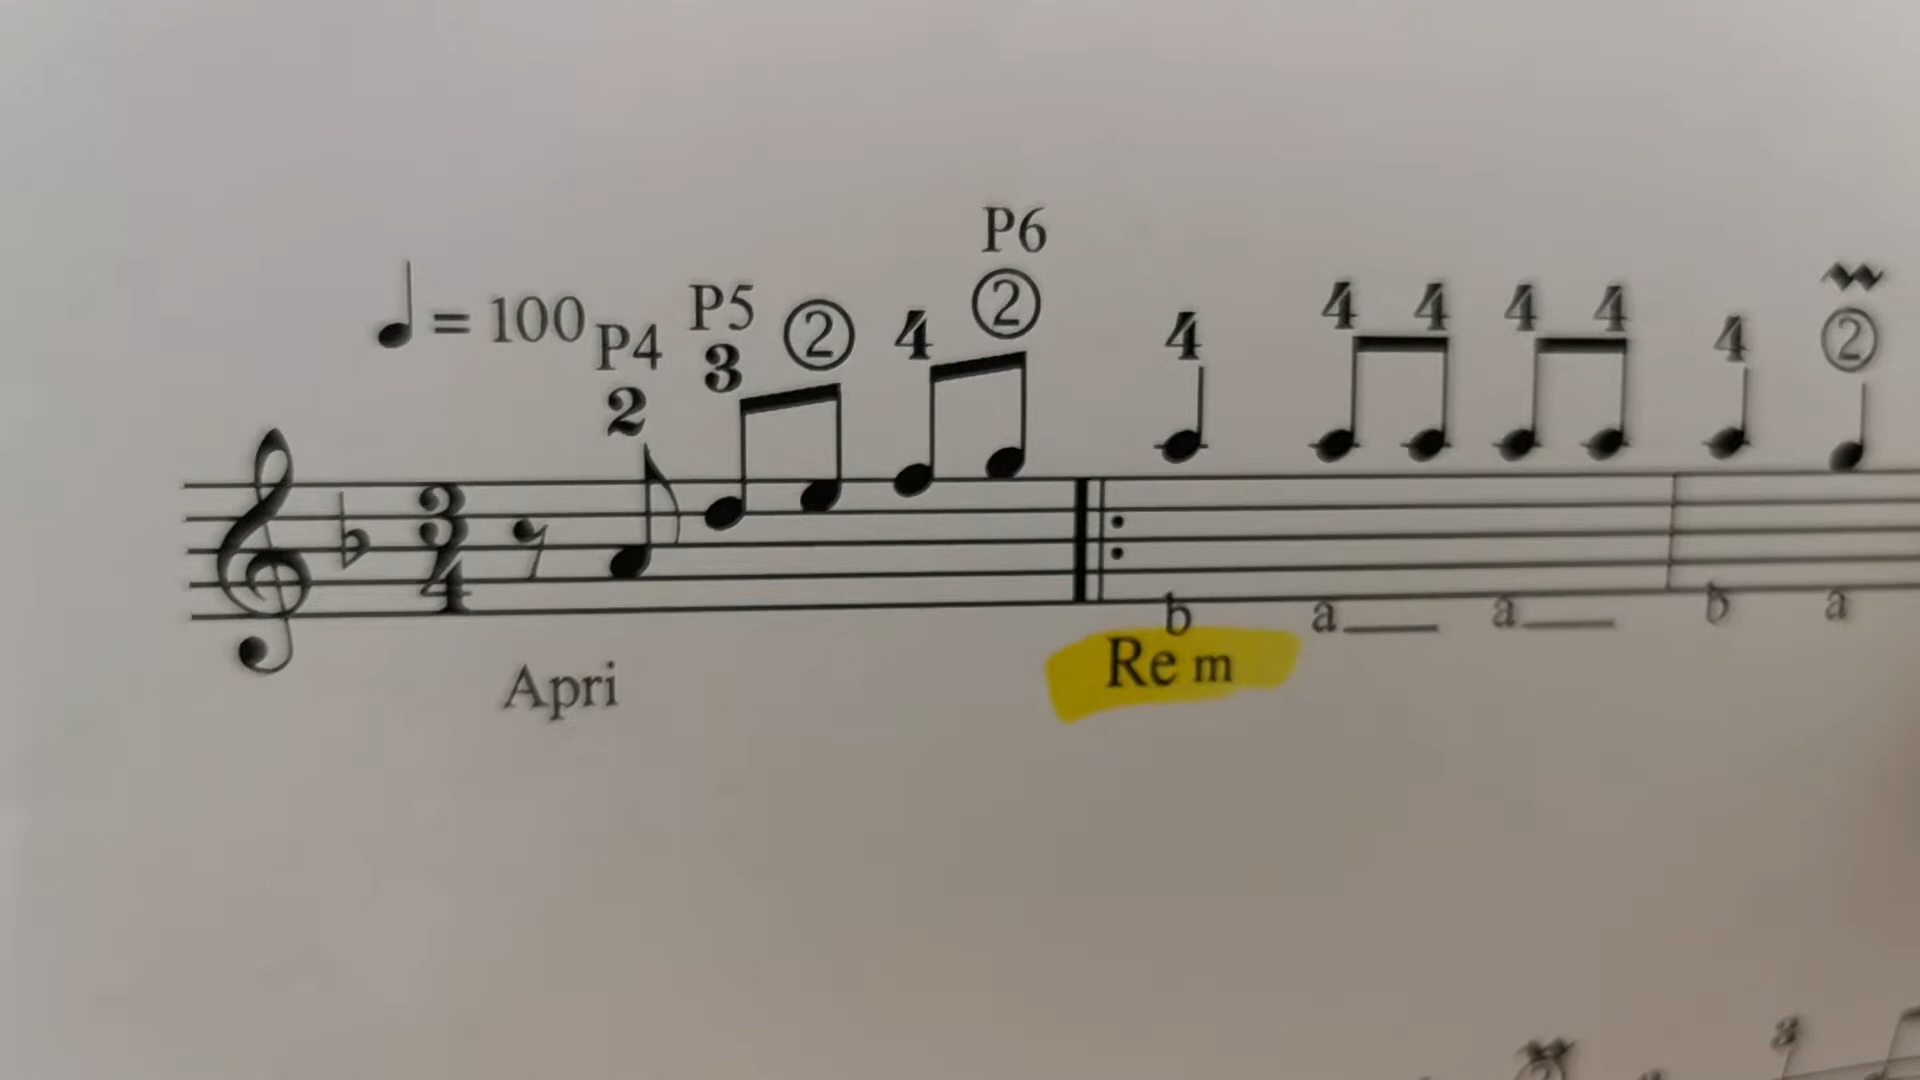 P6
= 100 P4 P5 ② 4 ② 4 4 4 4 4 4 ②
2 3
3
4
b a a b a
Re m
Apri
3